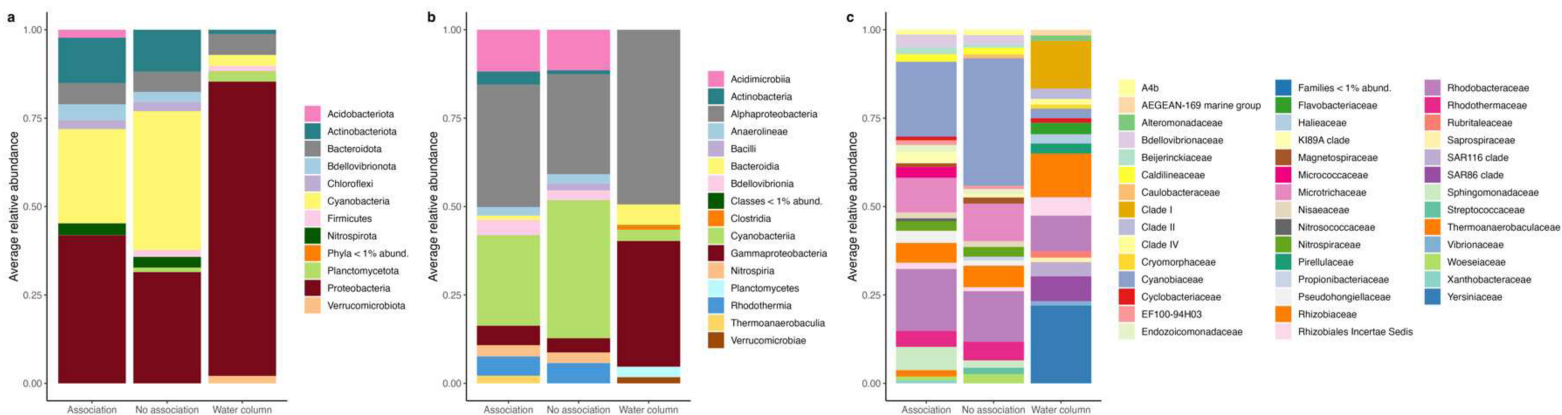 a
Average relative abundance
1.00
0.75
0.50
0.25
0.00
Association
No association
Water column
Acidobacteriota
Actinobacteriota
Bacteroidota
Bdellovibrionota
Chloroflexi
Cyanobacteria
Firmicutes
Nitrospirota
Phyla < 1% abund.
Planctomycetota
Proteobacteria
Verrucomicrobiota
b
Average relative abundance
1.00
0.75
0.50
0.25
0.00
Association
No association
Water column
Acidimicrobiia
Actinobacteria
Alphaproteobacteria
Anaerolineae
Bacilli
Bacteroidia
Bdellovibrionia
Classes < 1% abund.
Clostridia
Cyanobacteriia
Gammaproteobacteria
Nitrospiria
Planctomycetes
Rhodothermia
Thermoanaerobaculia
Verrucomicrobiae
c
Average relative abundance
1.00
0.75
0.50
0.25
0.00
Association
No association
Water column
A4b
AEGEAN-169 marine group
Alteromonadaceae
Bdellovibrionaceae
Beijerinckiaceae
Caldilineaceae
Caulobacteraceae
Clade I
Clade II
Clade IV
Cryomorphaceae
Cyanobiaceae
Cyclobacteriaceae
EF100-94H03
Endozoicomonadaceae
Families < 1% abund.
Flavobacteriaceae
Halieaceae
KI89A clade
Magnetospiraceae
Micrococcaceae
Microtrichaceae
Nisaeaceae
Nitrosococcaceae
Nitrospiraceae
Pirellulaceae
Propionibacteriaceae
Pseudohongiellaceae
Rhizobiaceae
Rhizobiales Incertae Sedis
Rhodobacteraceae
Rhodothermaceae
Rubritaleaceae
Saprospiraceae
SAR116 clade
SAR86 clade
Sphingomonadaceae
Streptococcaceae
Thermoanaerobaculaceae
Vibrionaceae
Woeseiaceae
Xanthobacteraceae
Yersiniaceae